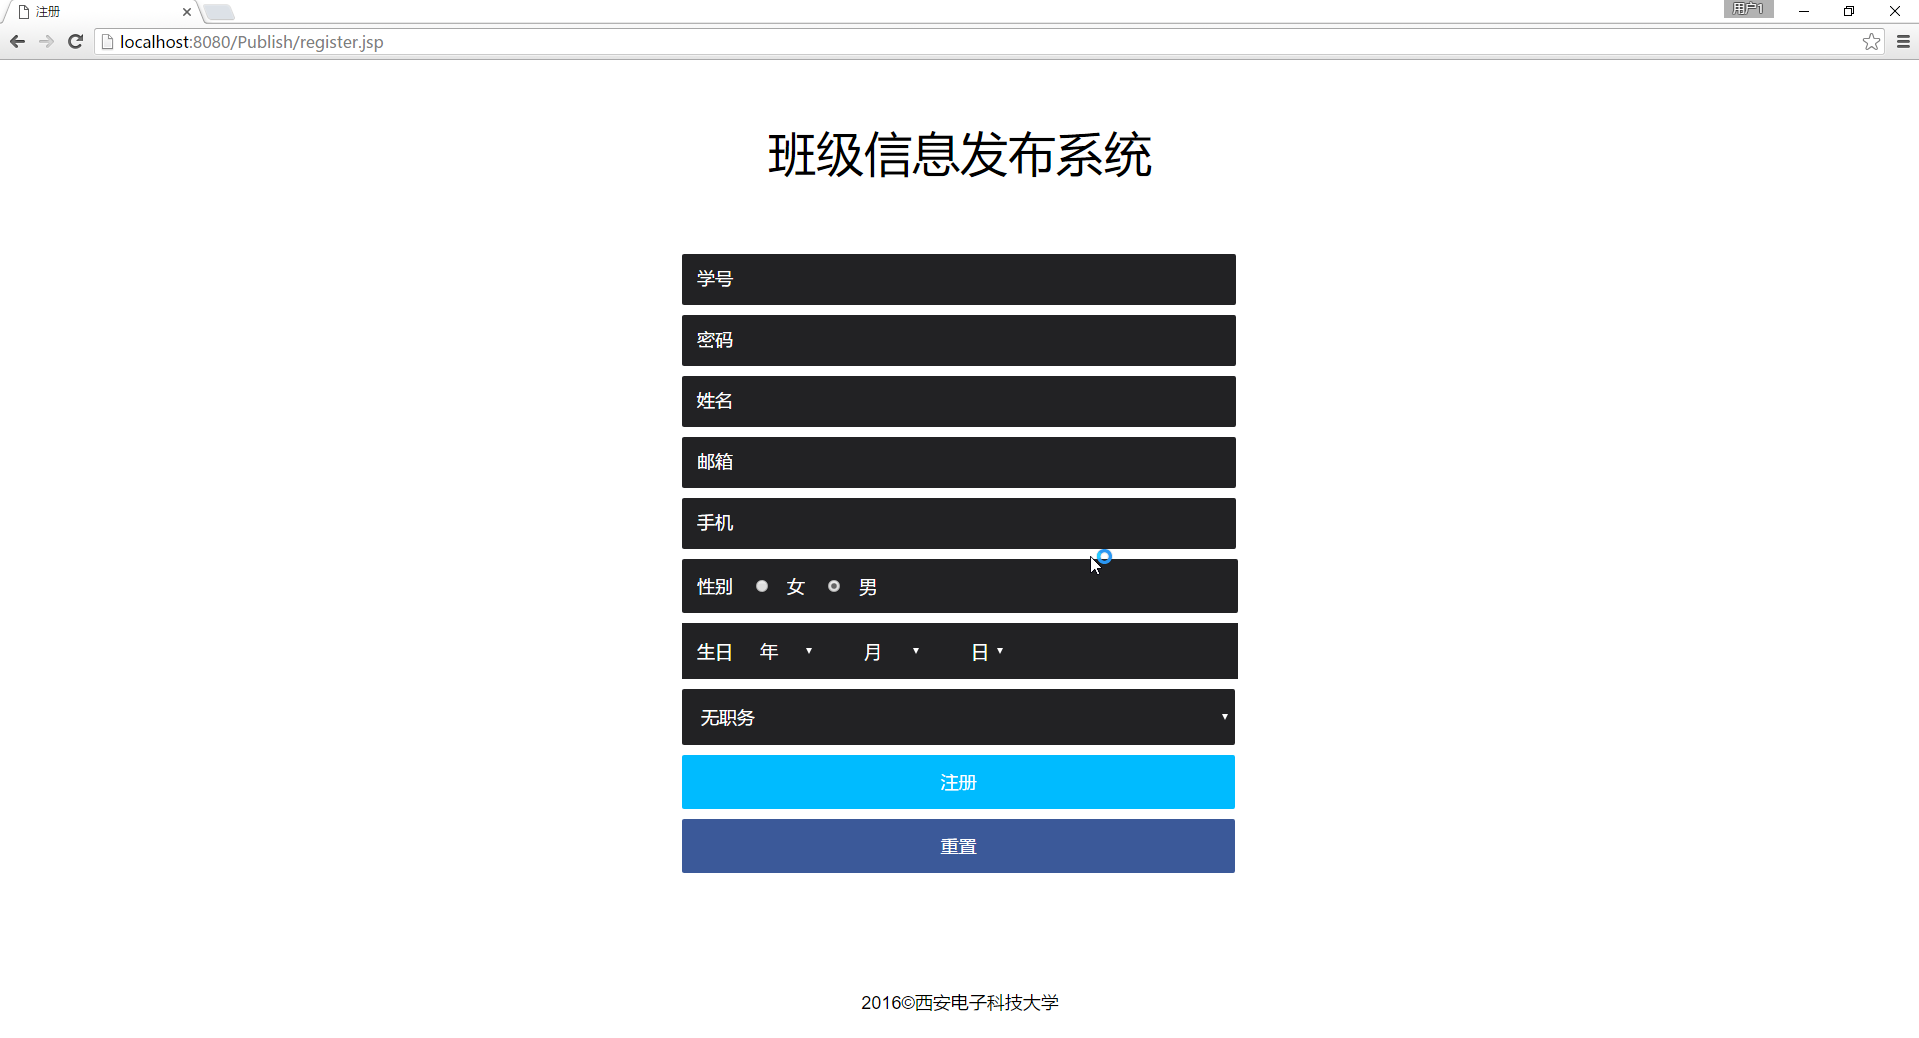 注册
用户1
localhost:8080/Publish/register.jsp
班级信息发布系统
学号
密码
姓名
邮箱
手机
性别 女 男
生日 年 月 日
无职务
注册
重置
2016©西安电子科技大学